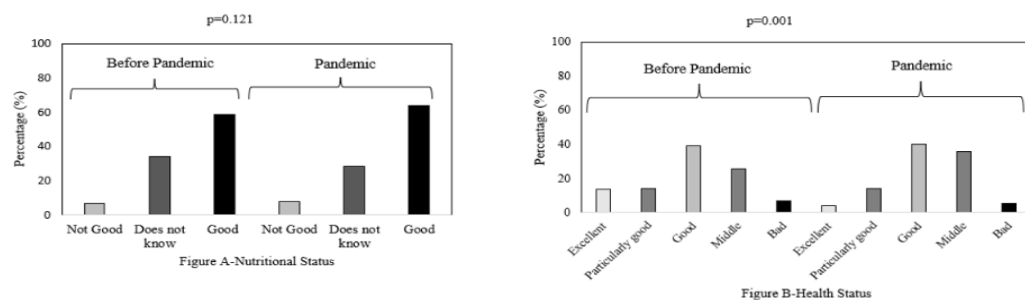 p=0.121
100
80
60
40
20
0
Percentage (%)
Before Pandemic
Pandemic
Not Good
Does not
know
Good
Not Good
Does not
know
Good
Figure A-Nutritional Status
p=0.001
100
80
60
40
20
0
Percentage (%)
Before Pandemic
Pandemic
Excellent
Particularly good
Good
Middle
Bad
Excellent
Particularly good
Good
Middle
Bad
Figure B-Health Status